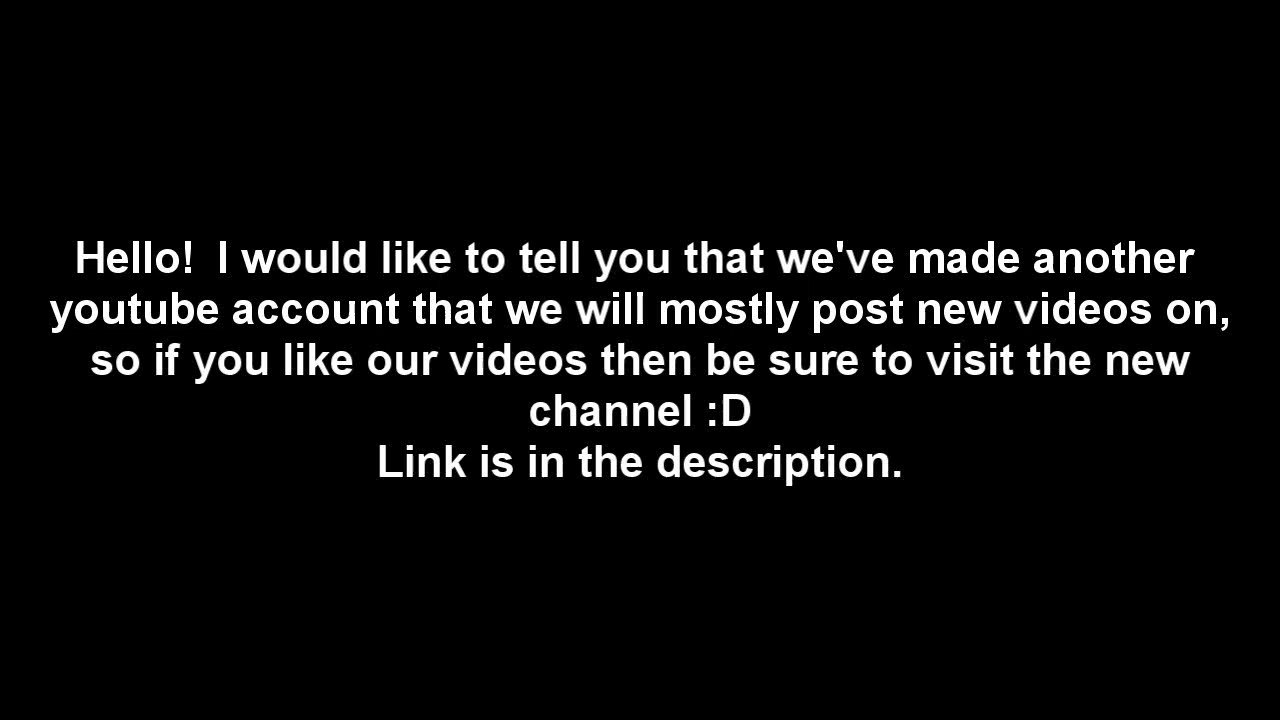 Hello!  I would like to tell you that we've made another
youtube account that we will mostly post new videos on,
so if you like our videos then be sure to visit the new
channel :D
Link is in the description.